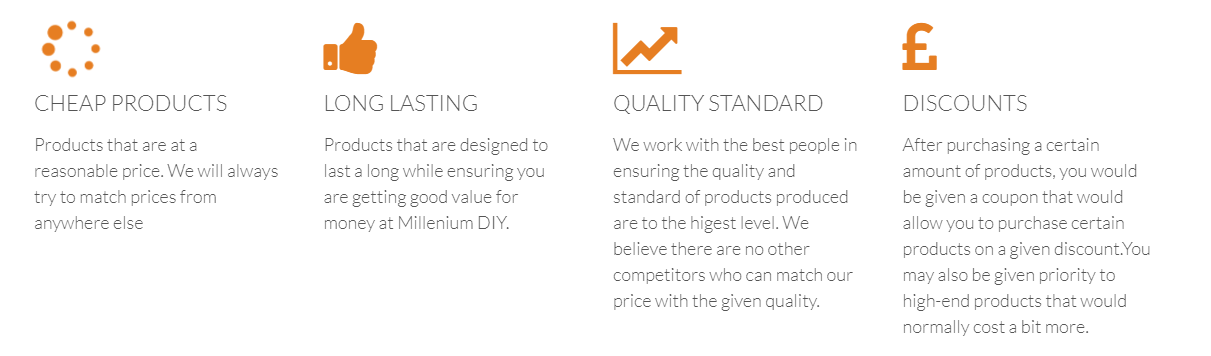 CHEAP PRODUCTS
Products that are at a
reasonable price. We will always
try to match prices from
anywhere else
LONG LASTING
Products that are designed to
last a long while ensuring you
are getting good value for
money at Millenium DIY.
QUALITY STANDARD
We work with the best people in
ensuring the quality and
standard of products produced
are to the higest level. We
believe there are no other
competitors who can match our
price with the given quality.
£
DISCOUNTS
After purchasing a certain
amount of products, you would
be given a coupon that would
allow you to purchase certain
products on a given discount.You
may also be given priority to
high-end products that would
normally cost a bit more.